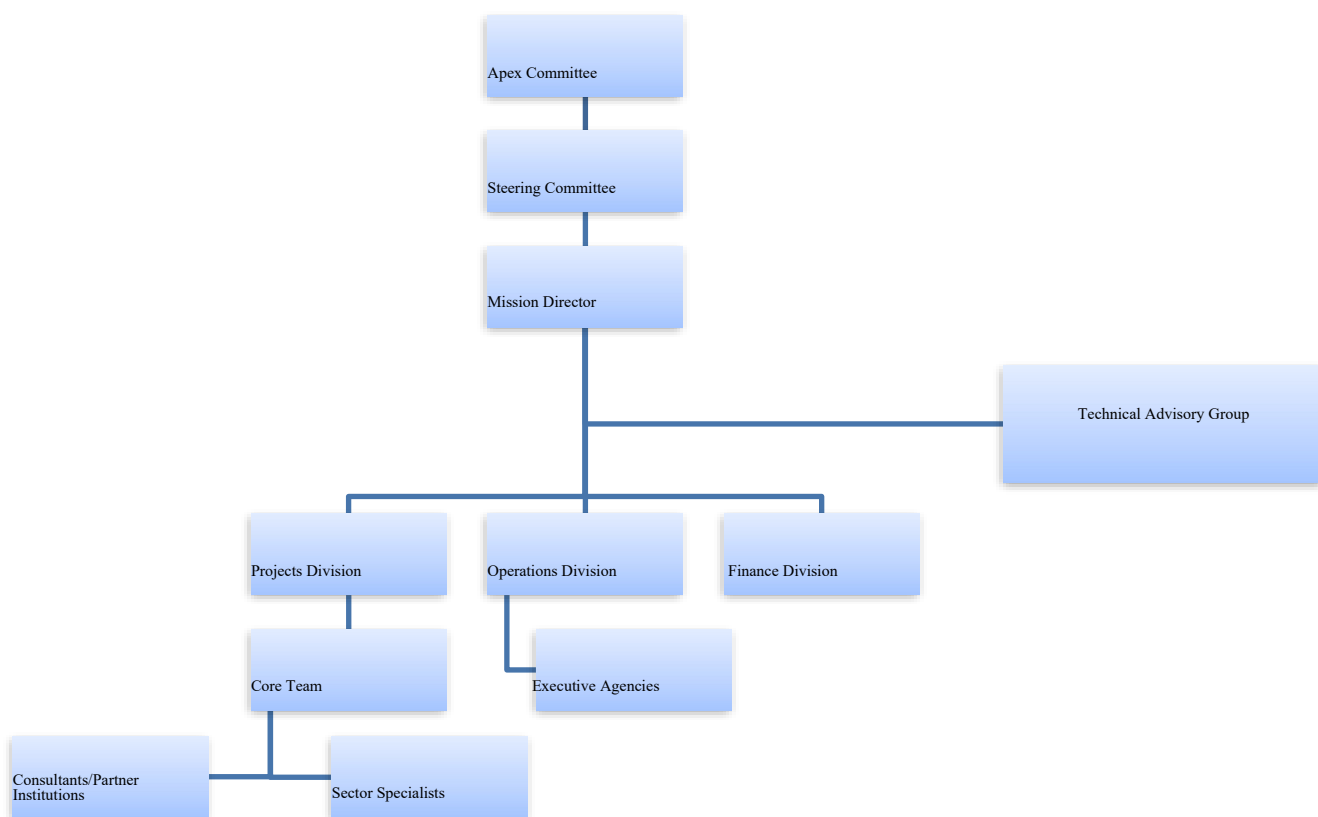 Apex Committee
Steering Committee
Mission Director
Technical Advisory Group
Projects Division
Operations Division
Finance Division
Core Team
Executive Agencies
Consultants/Partner
Institutions
Sector Specialists